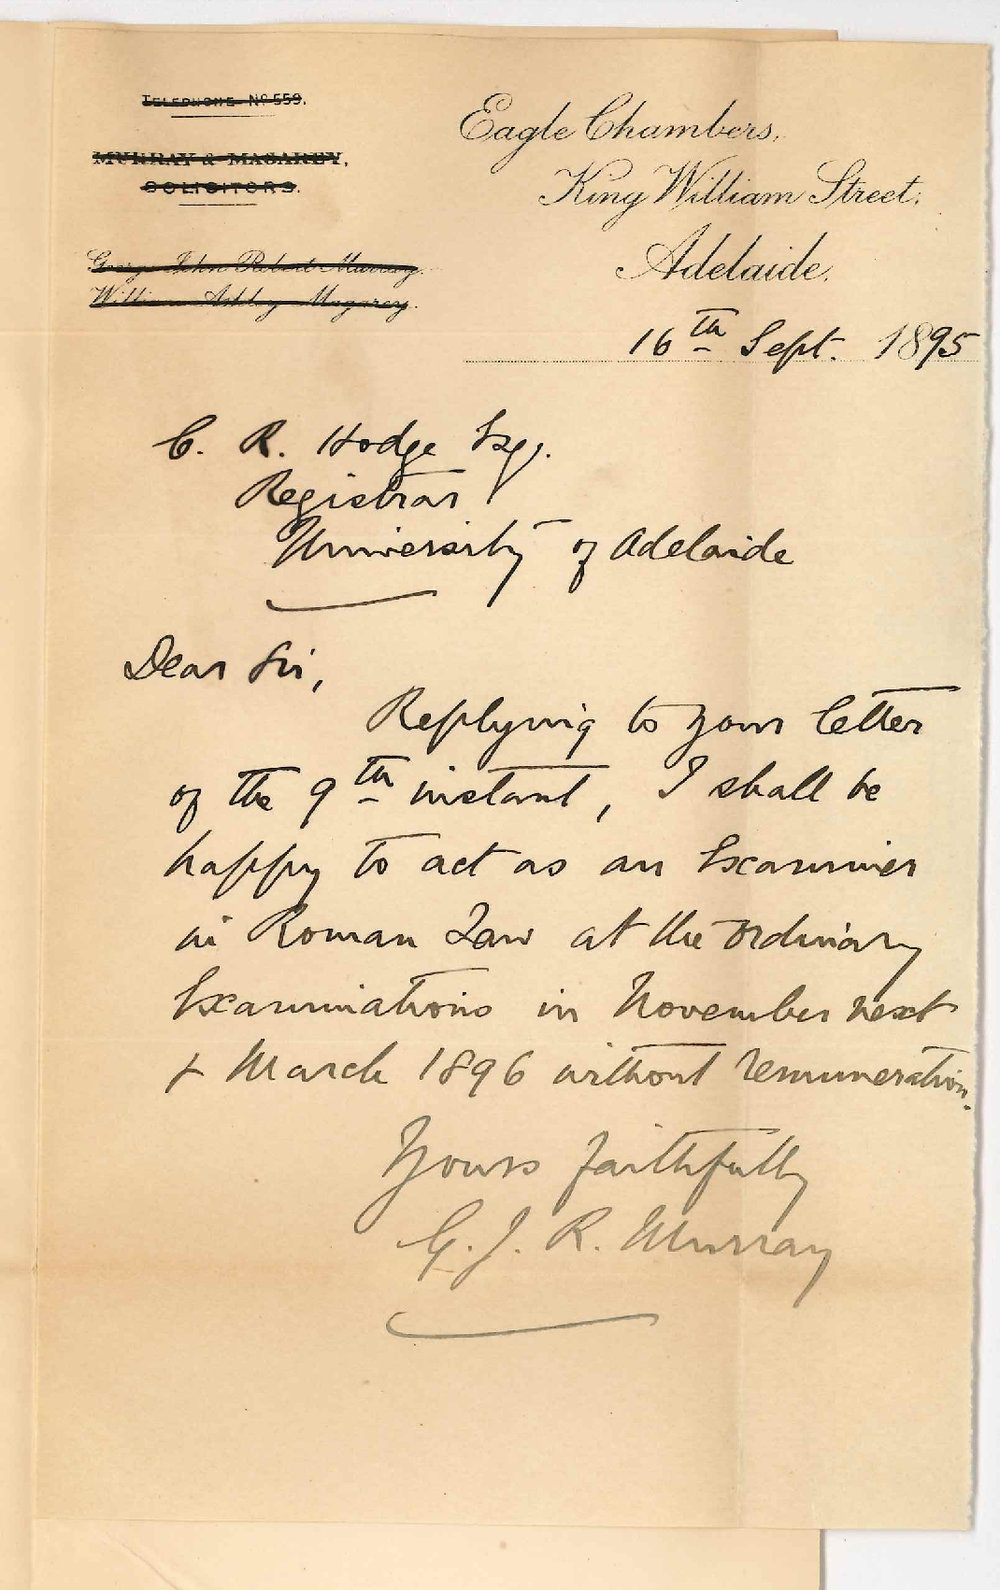 TELEPHONE No 559.
MURRAY & MAGAREY,
SOLICITORS.
George John Robert Murray.
William Ashley Magarey.
Eagle Chambers,
King William Street,
Adelaide.
16th Sept. 1895
C. R. Hodge Esq.
Registrar
University of Adelaide
Dear Sir,
Replying to your letter
of the 9th instant, I shall be
happy to act as an Examiner
in Roman Law at the ordinary
Examinations in November next
& March 1896 without remuneration.
Yours faithfully
G. J. R. Murray